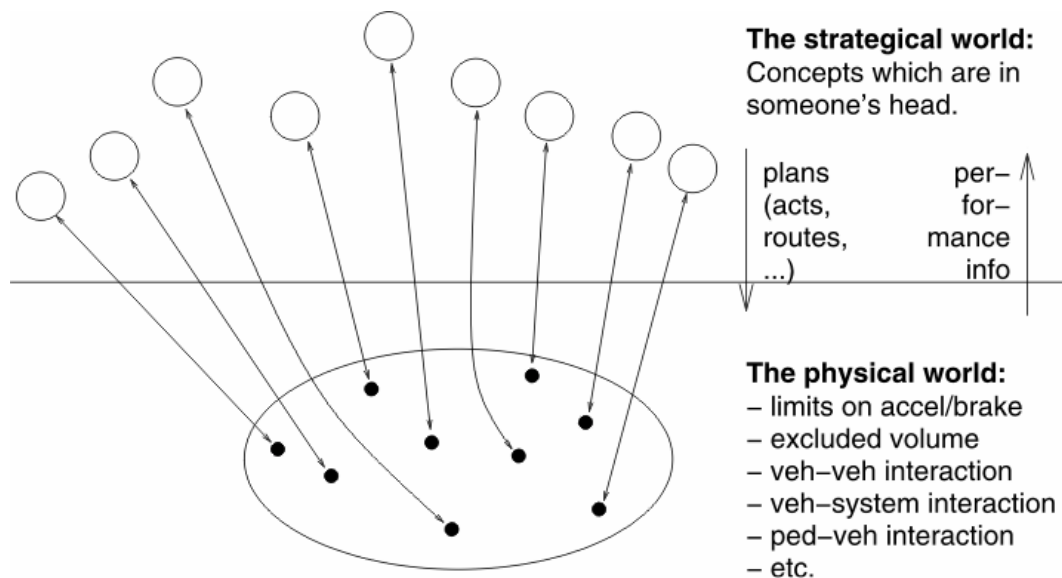 The strategical world:
Concepts which are in
someone's head.
plans
(acts,
routes,
...)
per–
for–
mance
info
The physical world:
– limits on accel/brake
– excluded volume
– veh–veh interaction
– veh–system interaction
– ped–veh interaction
– etc.